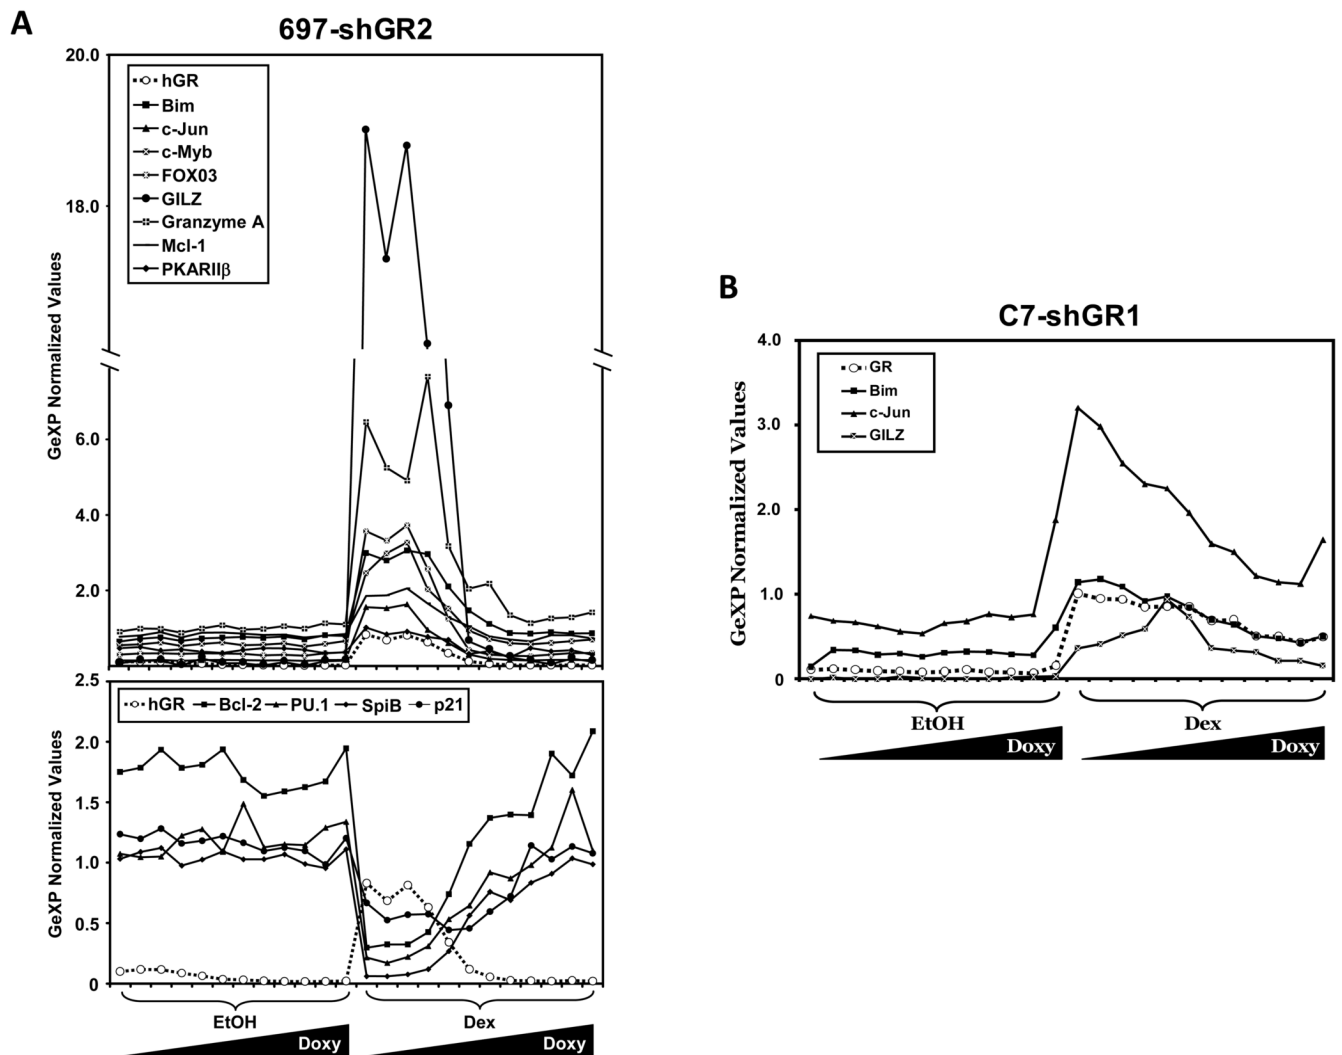 A
697-shGR2
20.0
hGR
Bim
c-Jun
c-Myb
FOX03
GILZ
Granzyme A
Mcl-1
PKARIIβ
18.0
GeXP Normalized Values
6.0
4.0
2.0
2.5
hGR Bcl-2 PU.1 SpiB p21
2.0
1.5
1.0
0.5
0
GeXP Normalized Values
EtOH Dex
Doxy Doxy
B
C7-shGR1
4.0
GR
Bim
c-Jun
GILZ
3.0
2.0
1.0
0
GeXP Normalized Values
EtOH Dex
Doxy Doxy